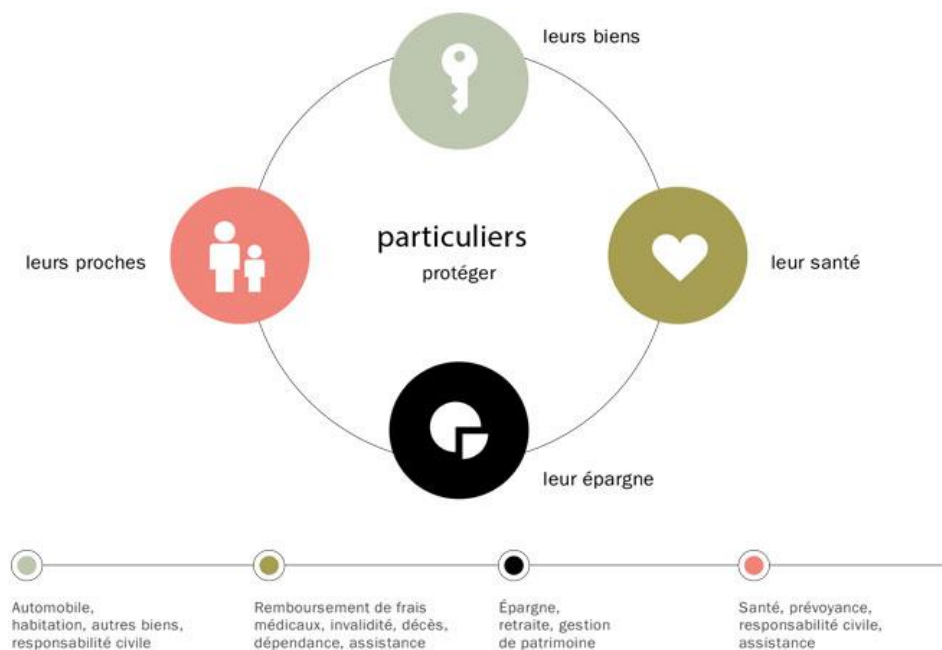 leurs biens
particuliers
protéger
leurs proches
leur santé
leur épargne
Automobile,
habitation, autres biens,
responsabilité civile
Remboursement de frais
médicaux, invalidité, décès,
dépendance, assistance
Épargne,
retraite, gestion
de patrimoine
Santé, prévoyance,
responsabilité civile,
assistance